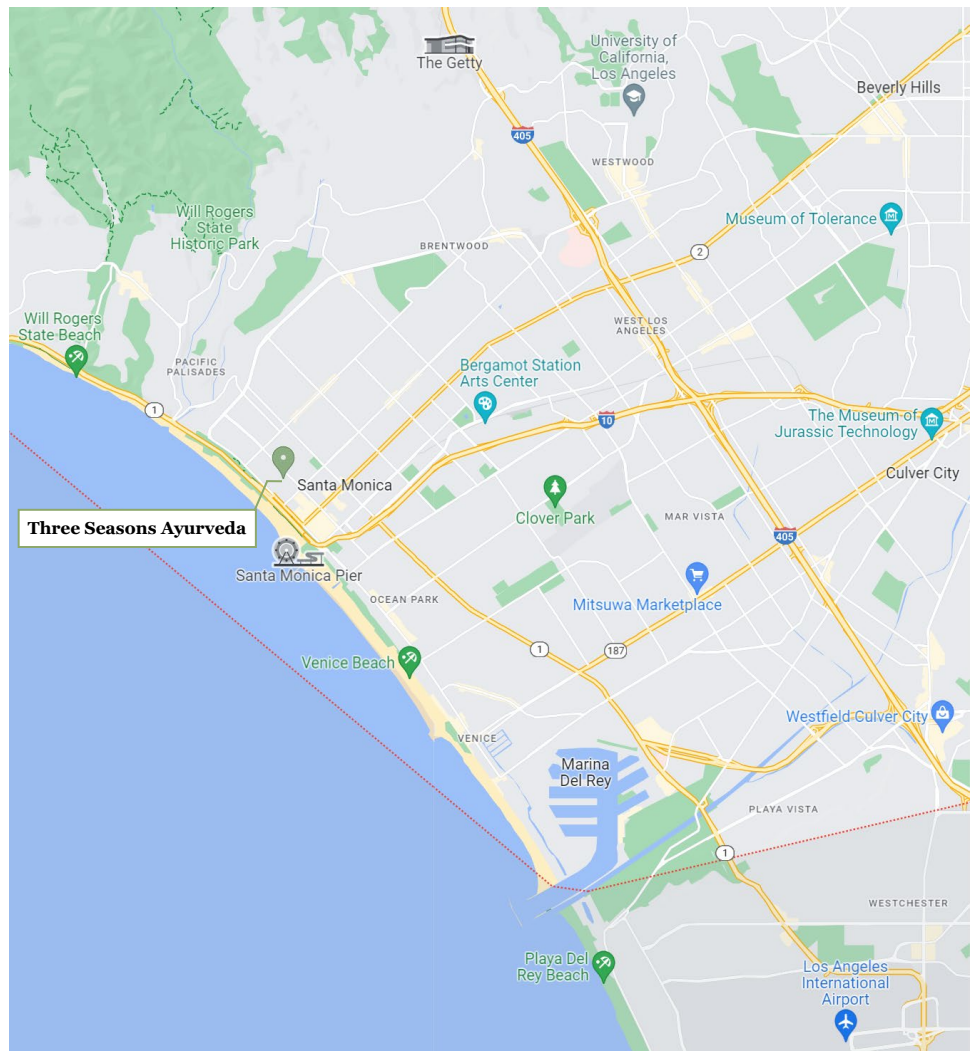 The Getty
University of
California,
Los Angeles
Beverly Hills
405
WESTWOOD
Will Rogers
State
Historic Park
Museum of Tolerance
BRENTWOOD
2
Will Rogers
State Beach
WEST LOS
ANGELES
PACIFIC
PALISADES
Bergamot Station
Arts Center
1
10
The Museum of
Jurassic Technology
Culver City
Santa Monica
Three Seasons Ayurveda
Clover Park
MAR VISTA
405
Santa Monica Pier
OCEAN PARK
Mitsuwa Marketplace
1
187
Venice Beach
Westfield Culver City
VENICE
Marina
Del Rey
PLAYA VISTA
1
WESTCHESTER
Playa Del
Rey Beach
Los Angeles
International
Airport